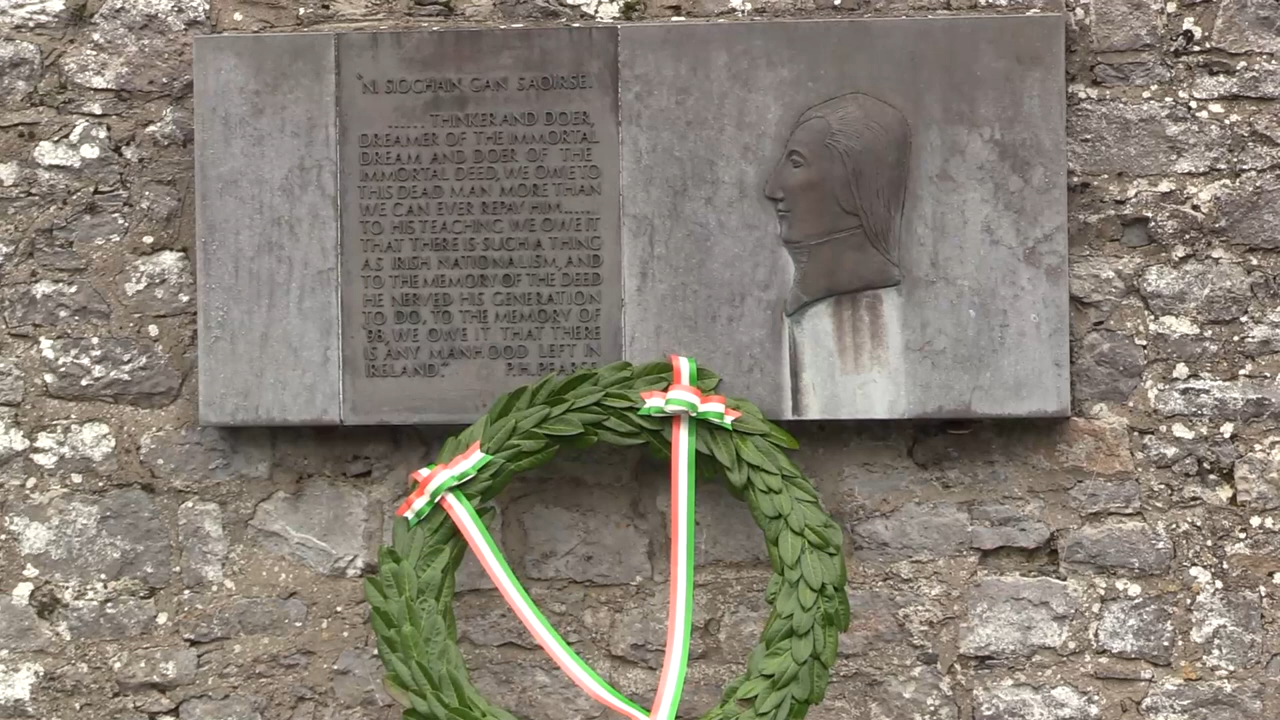 "N. SIOCHAIN GAN SAOIRSE.
...... THINKER AND DOER,
DREAMER OF THE IMMORTAL
DREAM AND DOER OF THE
IMMORTAL DEED, WE OWE TO
THIS DEAD MAN MORE THAN
WE CAN EVER REPAY HIM......
TO HIS TEACHING WE OWE IT
THAT THERE IS SUCH A THING
AS IRISH NATIONALISM, AND
TO THE MEMORY OF THE DEED
HE NERVED HIS GENERATION
TO DO, TO THE MEMORY OF
'98, WE OWE IT THAT THERE
IS ANY MANHOOD LEFT IN
IRELAND." P.H. PEARSE